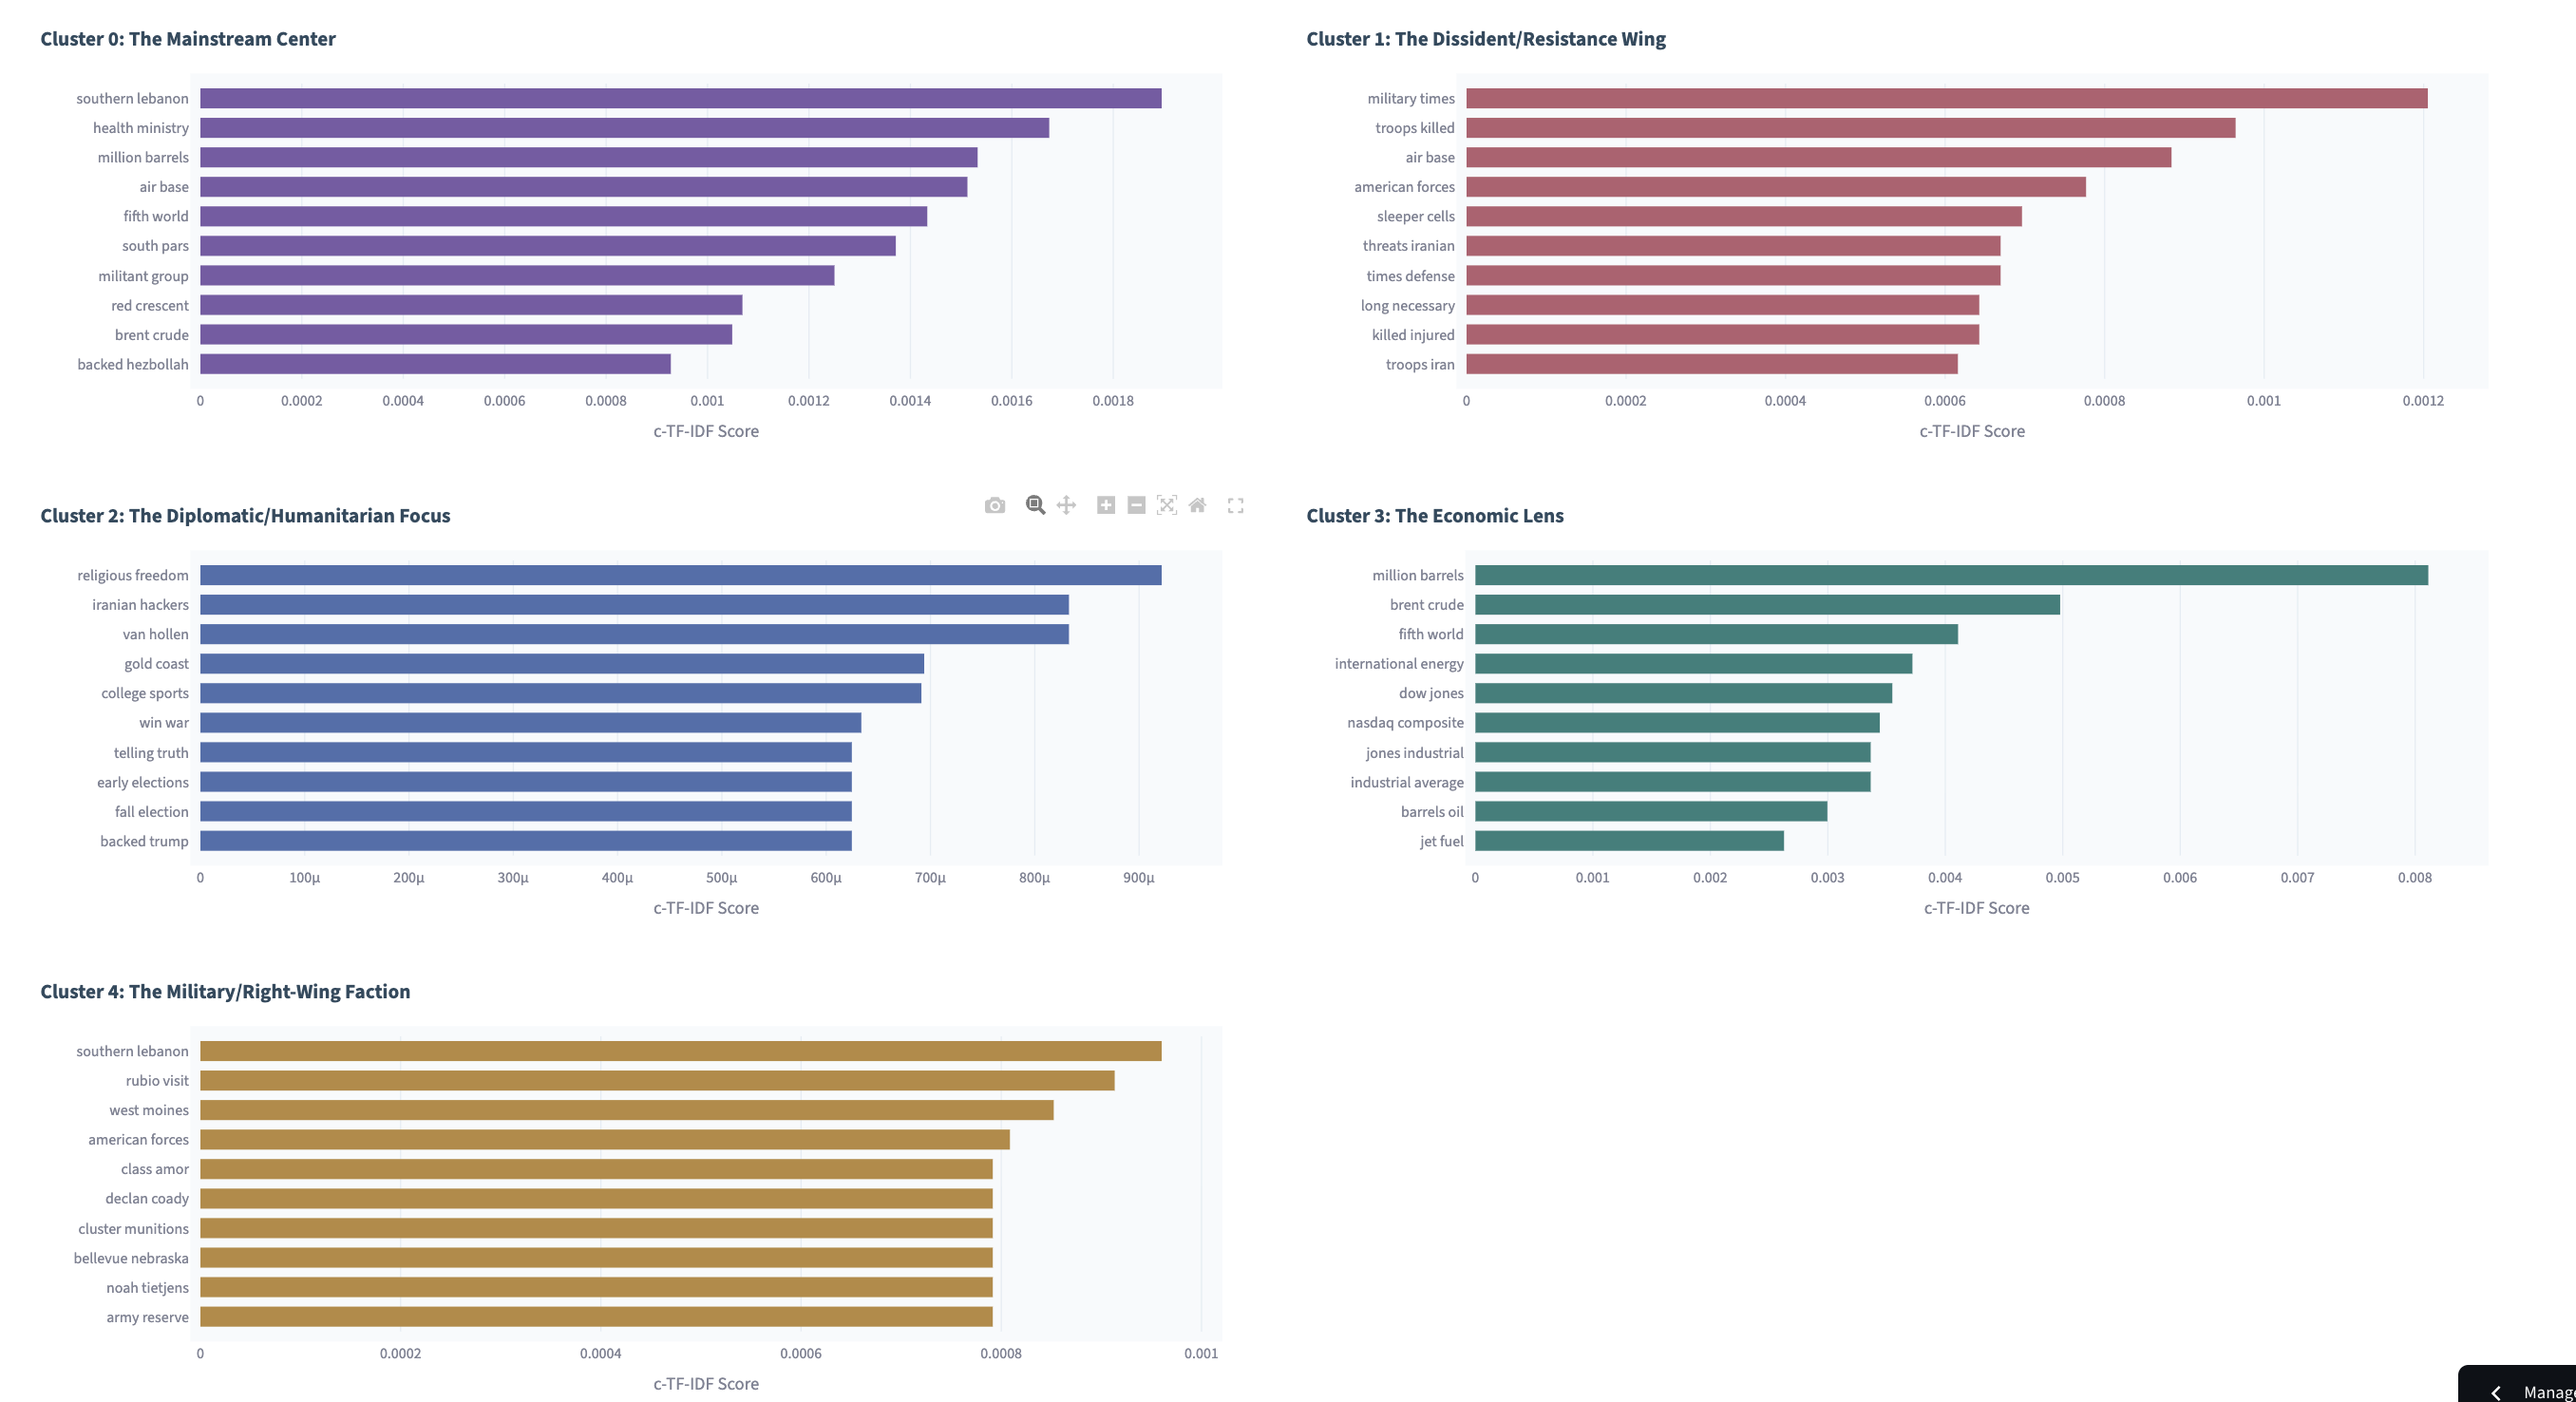 Cluster 0: The Mainstream Center
southern lebanon
health ministry
million barrels
air base
fifth world
south pars
militant group
red crescent
brent crude
backed hezbollah
0 0.0002 0.0004 0.0006 0.0008 0.001 0.0012 0.0014 0.0016 0.0018
c-TF-IDF Score
Cluster 1: The Dissident/Resistance Wing
military times
troops killed
air base
american forces
sleeper cells
threats iranian
times defense
long necessary
killed injured
troops iran
0 0.0002 0.0004 0.0006 0.0008 0.001 0.0012
c-TF-IDF Score
Cluster 2: The Diplomatic/Humanitarian Focus
religious freedom
iranian hackers
van hollen
gold coast
college sports
win war
telling truth
early elections
fall election
backed trump
0 100μ 200μ 300μ 400μ 500μ 600μ 700μ 800μ 900μ
c-TF-IDF Score
Cluster 3: The Economic Lens
million barrels
brent crude
fifth world
international energy
dow jones
nasdaq composite
jones industrial
industrial average
barrels oil
jet fuel
0 0.001 0.002 0.003 0.004 0.005 0.006 0.007 0.008
c-TF-IDF Score
Cluster 4: The Military/Right-Wing Faction
southern lebanon
rubio visit
west moines
american forces
class amor
declan coady
cluster munitions
bellevue nebraska
noah tietjens
army reserve
0 0.0002 0.0004 0.0006 0.0008 0.001
c-TF-IDF Score